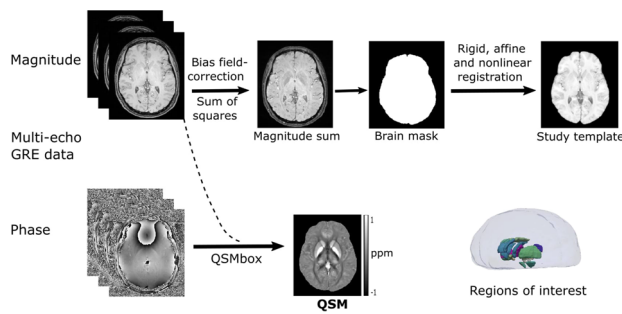 Magnitude
Bias field-
correction
Sum of
squares
Magnitude sum
Brain mask
Rigid, affine
and nonlinear
registration
Study template
Multi-echo
GRE data
Phase
QSMbox
1
ppm
-1
QSM
Regions of interest